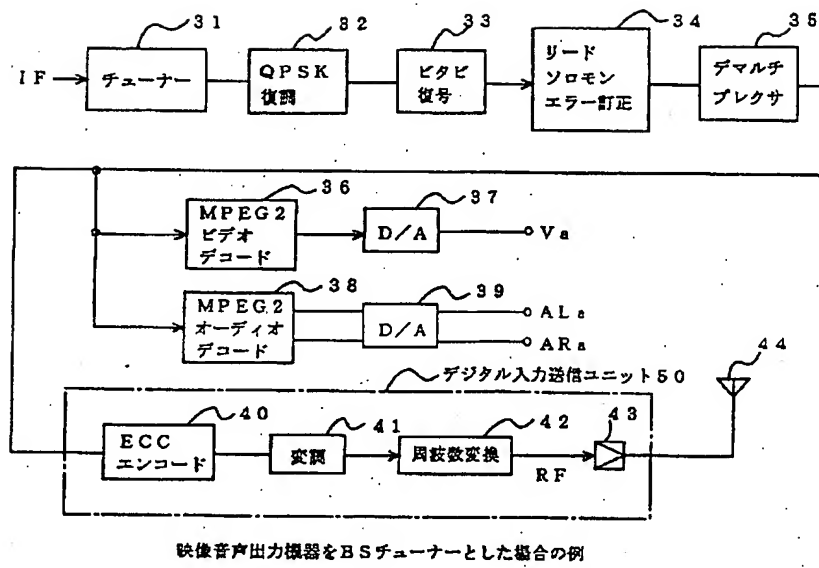 31
32
33
34
35
IF
チューナー
QPSK
復調
ビタビ
復号
リード
ソロモン
エラー訂正
デマルチ
プレクサ
36
37
MPEG2
ビデオ
デコード
D/A
Va
38
39
MPEG2
オーディオ
デコード
D/A
ALa
ARa
44
デジタル入力送信ユニット50
40
41
42
43
ECC
エンコード
変調
周波数変換
RF
映像音声出力機器をBSチューナーとした場合の例